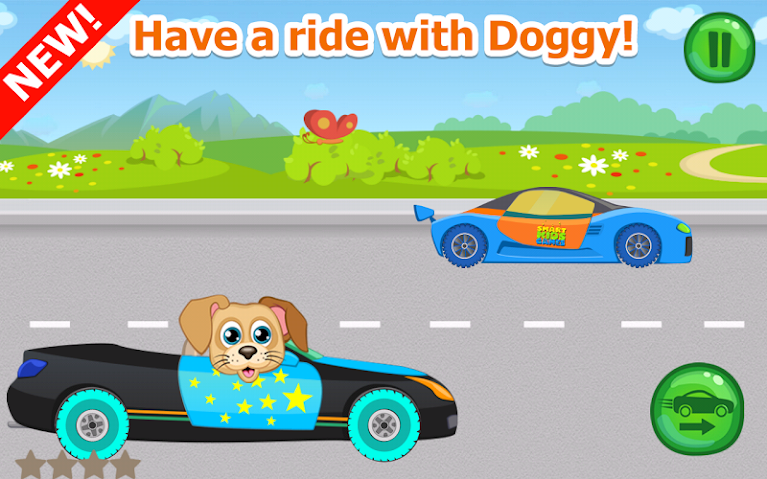 NEW!
Have a ride with Doggy!
SMART
KIDS
GAMES